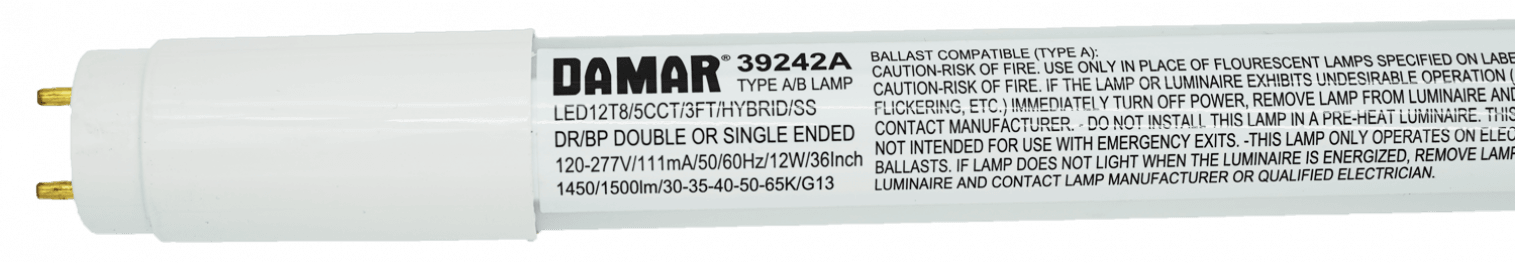 DAMAR® 39242A
TYPE A/B LAMP
LED12T8/5CCT/3FT/HYBRID/SS
DR/BP DOUBLE OR SINGLE ENDED
120-277V/111mA/50/60Hz/12W/36Inch
1450/1500lm/30-35-40-50-65K/G13
BALLAST COMPATIBLE (TYPE A):
CAUTION-RISK OF FIRE. USE ONLY IN PLACE OF FLOURESCENT LAMPS SPECIFIED ON LABE
CAUTION-RISK OF FIRE. IF THE LAMP OR LUMINAIRE EXHIBITS UNDESIRABLE OPERATION (
FLICKERING, ETC.) IMMEDIATELY TURN OFF POWER, REMOVE LAMP FROM LUMINAIRE AND
CONTACT MANUFACTURER. - DO NOT INSTALL THIS LAMP IN A PRE-HEAT LUMINAIRE. THIS
NOT INTENDED FOR USE WITH EMERGENCY EXITS. -THIS LAMP ONLY OPERATES ON ELEC
BALLASTS. IF LAMP DOES NOT LIGHT WHEN THE LUMINAIRE IS ENERGIZED, REMOVE LAMP
LUMINAIRE AND CONTACT LAMP MANUFACTURER OR QUALIFIED ELECTRICIAN.